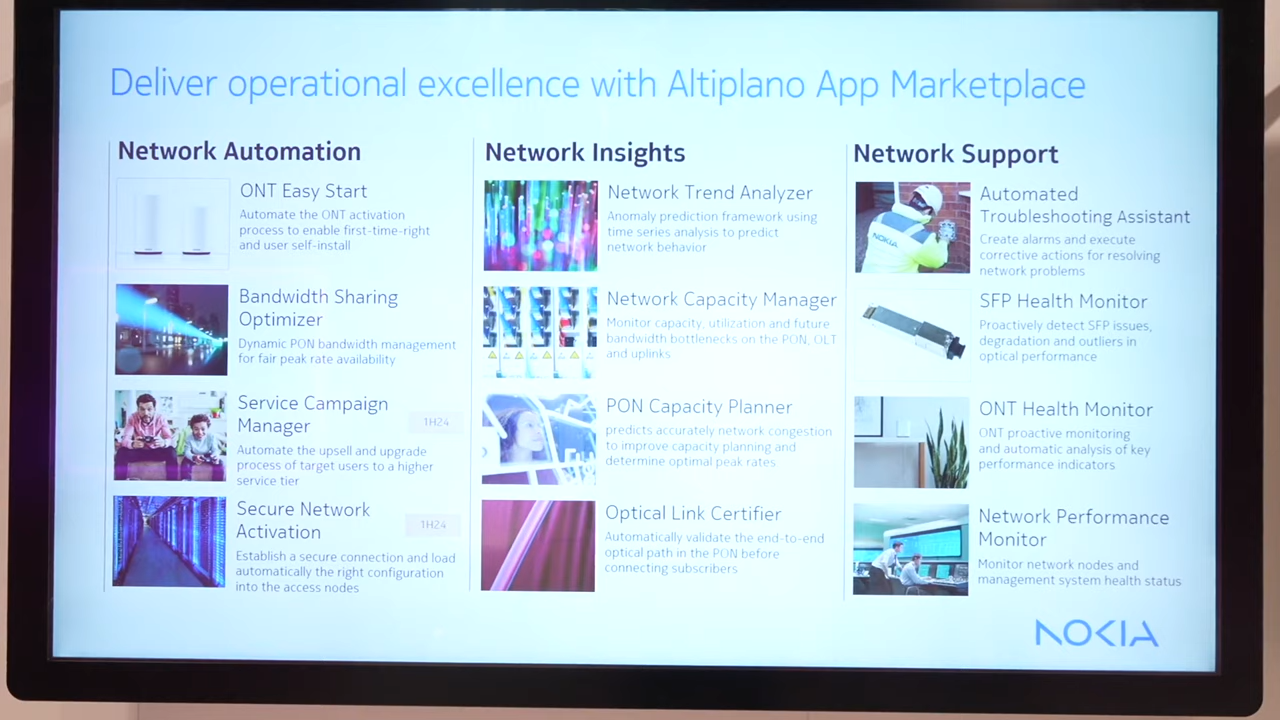 Deliver operational excellence with Altiplano App Marketplace
Network Automation
ONT Easy Start
Automate the ONT activation
process to enable first-time-right
and user self-install
Bandwidth Sharing
Optimizer
Dynamic PON bandwidth management
for fair peak rate availability
Service Campaign
Manager
1H24
Automate the upsell and upgrade
process of target users to a higher
service tier
Secure Network
Activation
1H24
Establish a secure connection and load
automatically the right configuration
into the access nodes
Network Insights
Network Trend Analyzer
Anomaly prediction framework using
time series analysis to predict
network behavior
Network Capacity Manager
Monitor capacity, utilization and future
bandwidth bottlenecks on the PON, OLT
and uplinks
PON Capacity Planner
predicts accurately network congestion
to improve capacity planning and
determine optimal peak rates
Optical Link Certifier
Automatically validate the end-to-end
optical path in the PON before
connecting subscribers
Network Support
NOKIA
Automated
Troubleshooting Assistant
Create alarms and execute
corrective actions for resolving
network problems
SFP Health Monitor
Proactively detect SFP issues,
degradation and outliers in
optical performance
ONT Health Monitor
ONT proactive monitoring
and automatic analysis of key
performance indicators
Network Performance
Monitor
Monitor network nodes and
management system health status
NOKIA